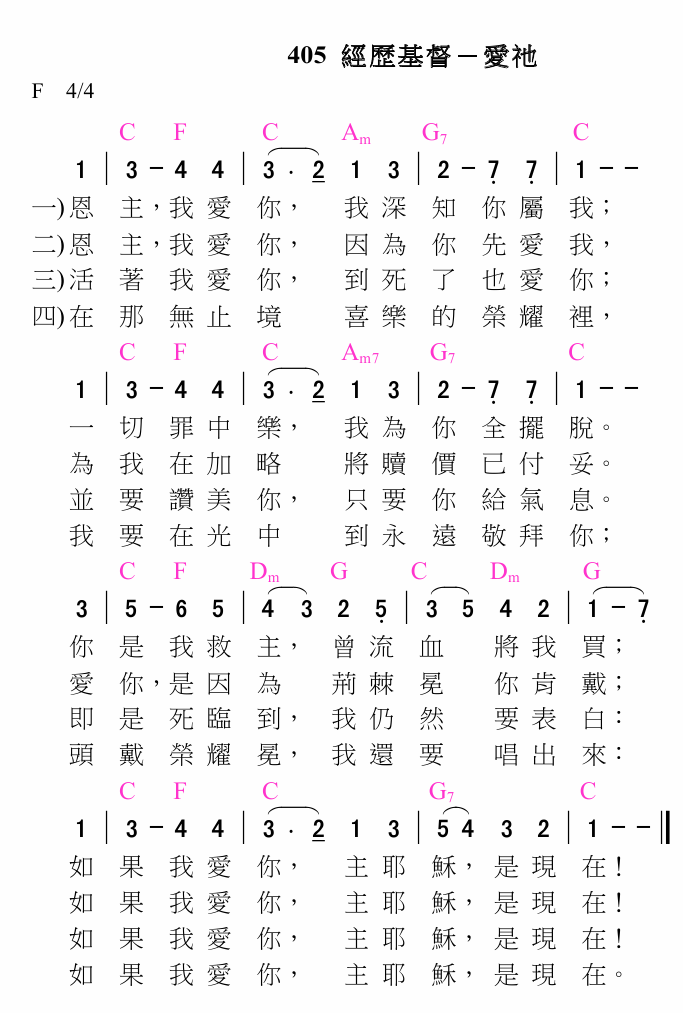 405 經歷基督－愛祂
F 4/4
C F C Am G7 C
1 | 3 - 4 4 | 3 . 2 1 3 | 2 - 7 7 | 1 - -
一)恩 主，我 愛 你， 我 深 知 你 屬 我；
二)恩 主，我 愛 你， 因 為 你 先 愛 我，
三)活 著 我 愛 你， 到 死 了 也 愛 你；
四)在 那 無 止 境 喜 樂 的 榮 耀 裡，
C F C Am7 G7 C
1 | 3 - 4 4 | 3 . 2 1 3 | 2 - 7 7 | 1 - -
一 切 罪 中 樂， 我 為 你 全 擺 脫。
為 我 在 加 略 將 贖 價 已 付 妥。
並 要 讚 美 你， 只 要 你 給 氣 息。
我 要 在 光 中 到 永 遠 敬 拜 你；
C F Dm G C Dm G
3 | 5 - 6 5 | 4 3 2 5 | 3 5 4 2 | 1 - 7
你 是 我 救 主， 曾 流 血 將 我 買；
愛 你，是 因 為 荊 棘 冕 你 肯 戴；
即 是 死 臨 到， 我 仍 然 要 表 白：
頭 戴 榮 耀 冕， 我 還 要 唱 出 來：
C F C G7 C
1 | 3 - 4 4 | 3 . 2 1 3 | 5 4 3 2 | 1 - - ||
如 果 我 愛 你， 主 耶 穌，是 現 在！
如 果 我 愛 你， 主 耶 穌，是 現 在！
如 果 我 愛 你， 主 耶 穌，是 現 在！
如 果 我 愛 你， 主 耶 穌，是 現 在。